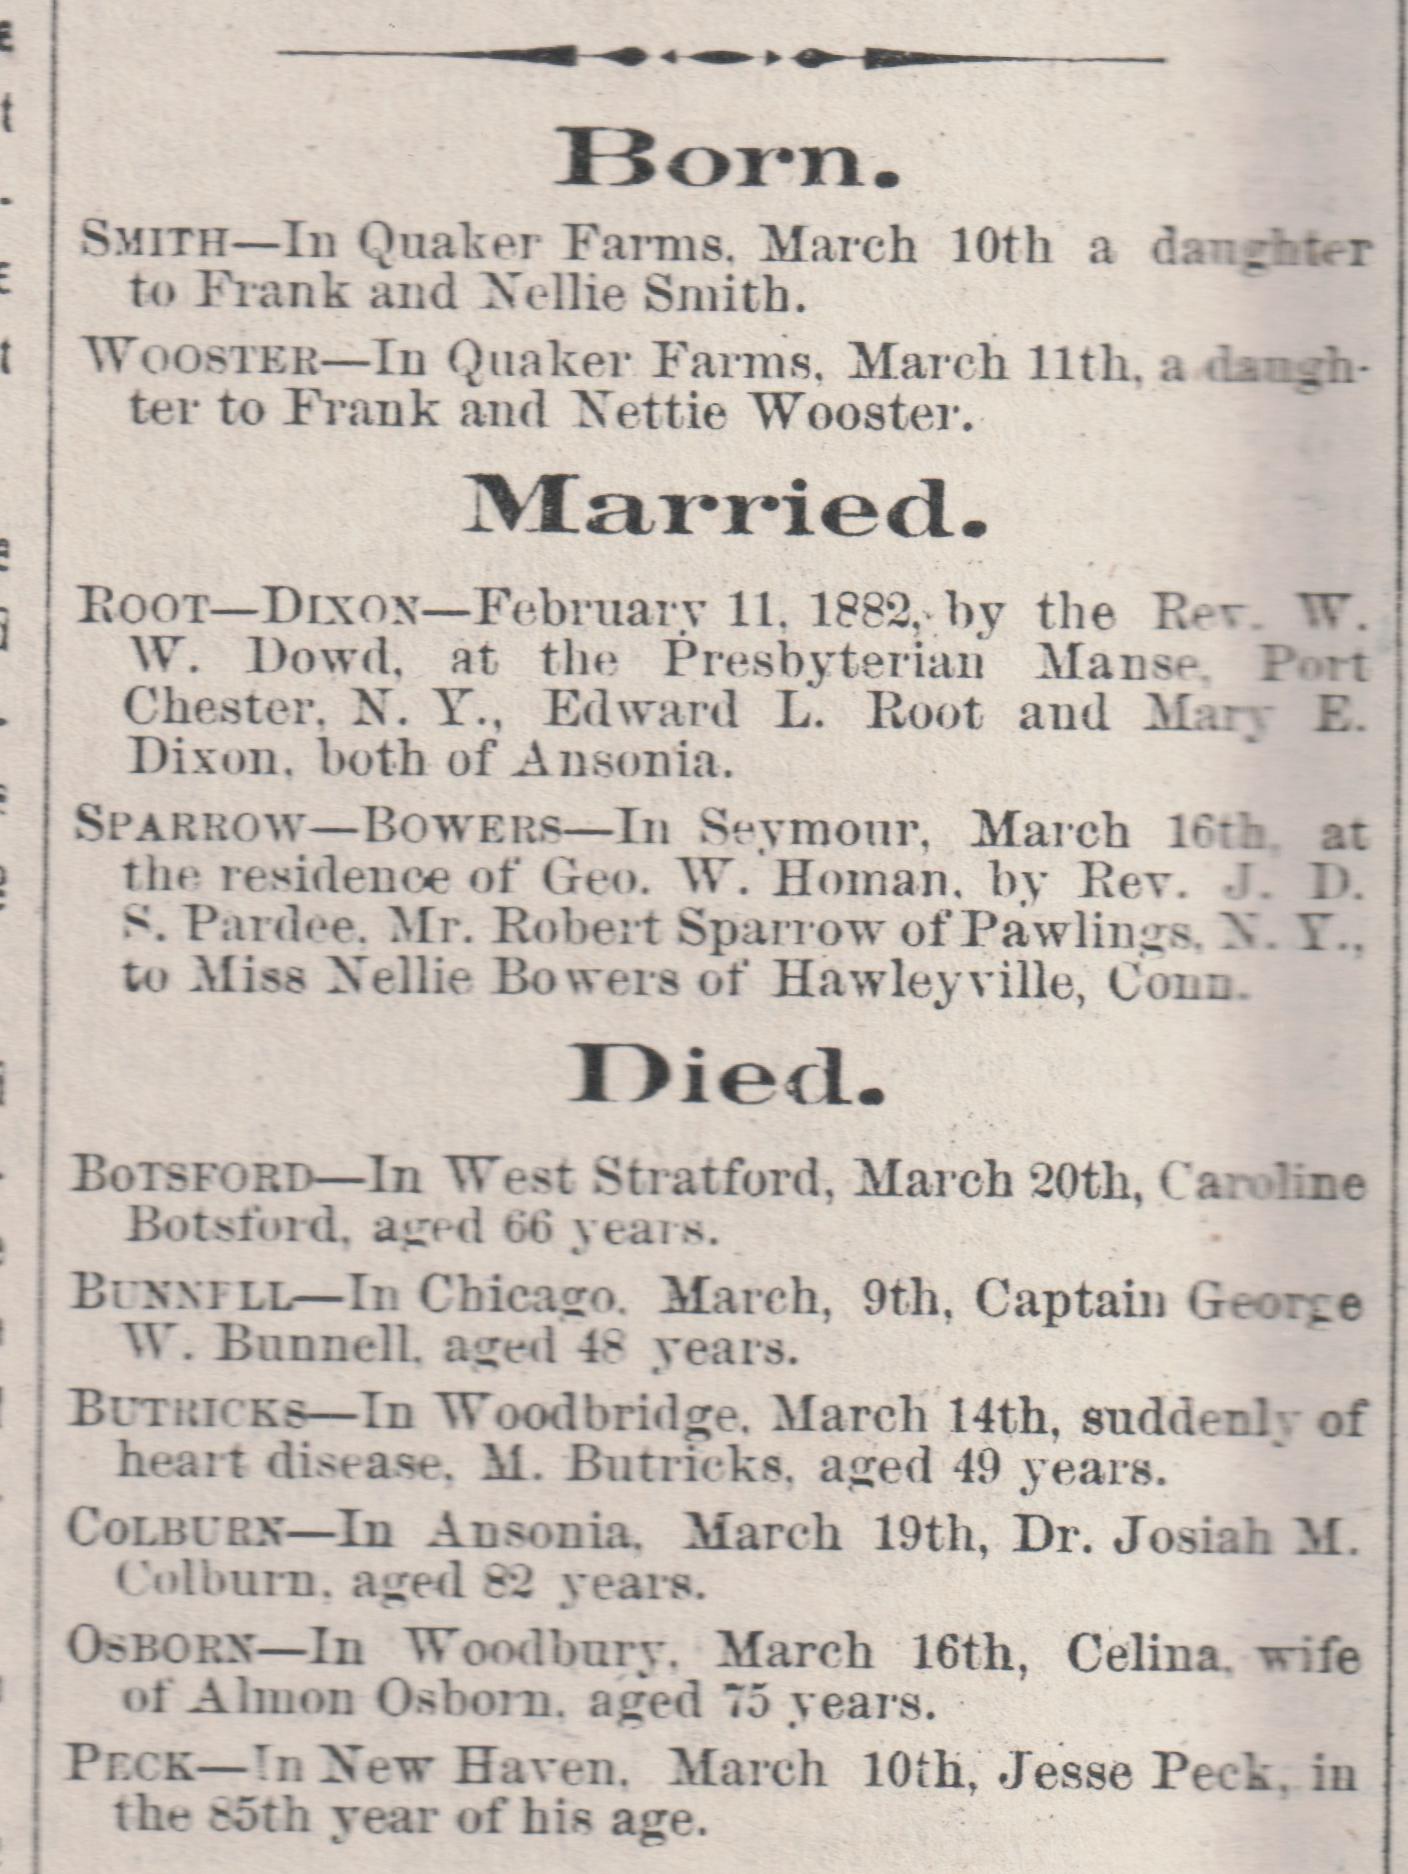 Born.
SMITH—In Quaker Farms, March 10th a daughter
to Frank and Nellie Smith.
WOOSTER—In Quaker Farms, March 11th, a daugh-
ter to Frank and Nettie Wooster.
Married.
ROOT—DIXON—February 11, 1882, by the Rev. W.
W. Dowd, at the Presbyterian Manse, Port
Chester, N. Y., Edward L. Root and Mary E.
Dixon, both of Ansonia.
SPARROW—BOWERS—In Seymour, March 16th, at
the residence of Geo. W. Homan, by Rev. J. D.
S. Pardee, Mr. Robert Sparrow of Pawlings, N. Y.,
to Miss Nellie Bowers of Hawleyville, Conn.
Died.
BOTSFORD—In West Stratford, March 20th, Caroline
Botsford, aged 66 years.
BUNNELL—In Chicago, March, 9th, Captain George
W. Bunnell, aged 48 years.
BUTRICKS—In Woodbridge, March 14th, suddenly of
heart disease, M. Butricks, aged 49 years.
COLBURN—In Ansonia, March 19th, Dr. Josiah M.
Colburn, aged 82 years.
OSBORN—In Woodbury, March 16th, Celina, wife
of Almon Osborn, aged 75 years.
PECK—In New Haven, March 10th, Jesse Peck, in
the 85th year of his age.